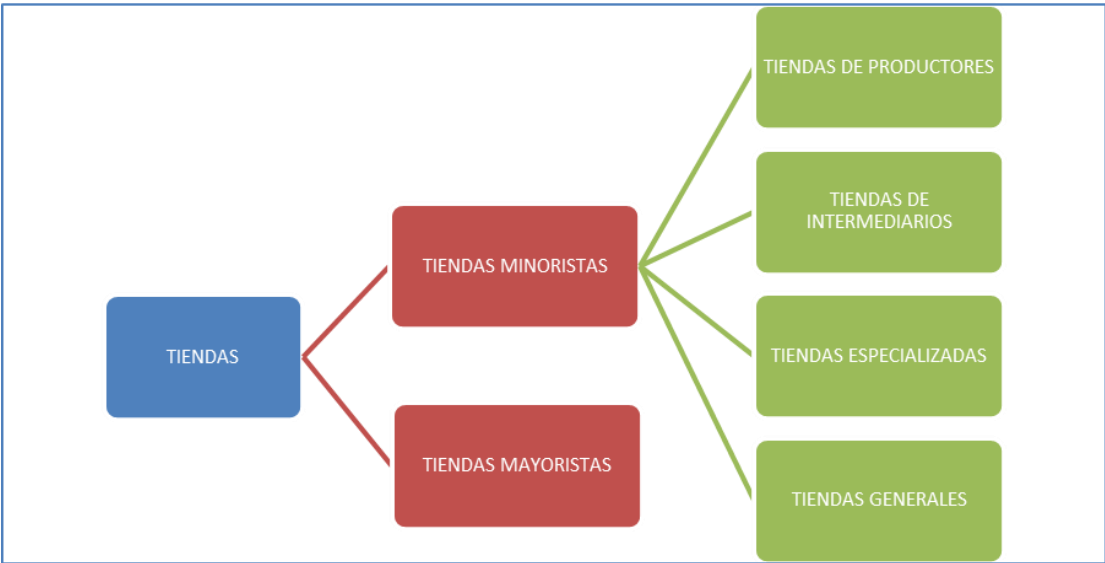 TIENDAS
TIENDAS MINORISTAS
TIENDAS MAYORISTAS
TIENDAS DE PRODUCTORES
TIENDAS DE
INTERMEDIARIOS
TIENDAS ESPECIALIZADAS
TIENDAS GENERALES